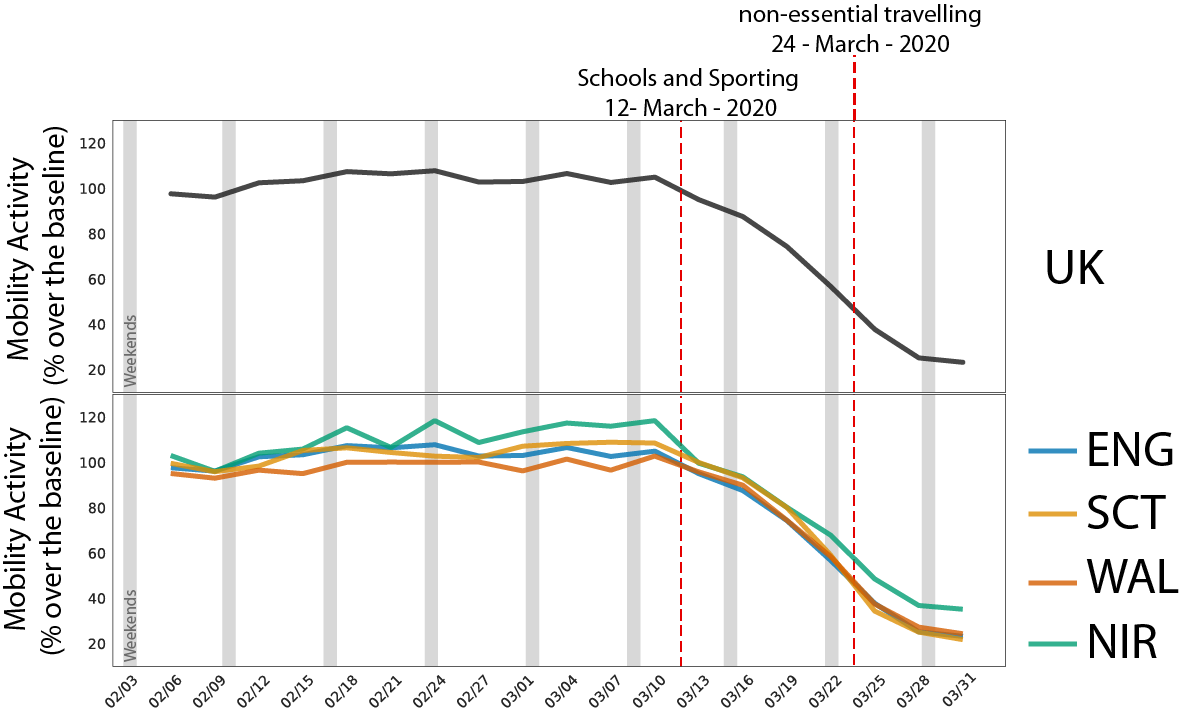 non-essential travelling
24 - March - 2020
Schools and Sporting
12- March - 2020
Mobility Activity
(% over the baseline)
120
100
80
60
40
20
Weekends
UK
Mobility Activity
(% over the baseline)
120
100
80
60
40
20
Weekends
ENG
SCT
WAL
NIR
02/03
02/06
02/09
02/12
02/15
02/18
02/21
02/24
02/27
03/01
03/04
03/07
03/10
03/13
03/16
03/19
03/22
03/25
03/28
03/31